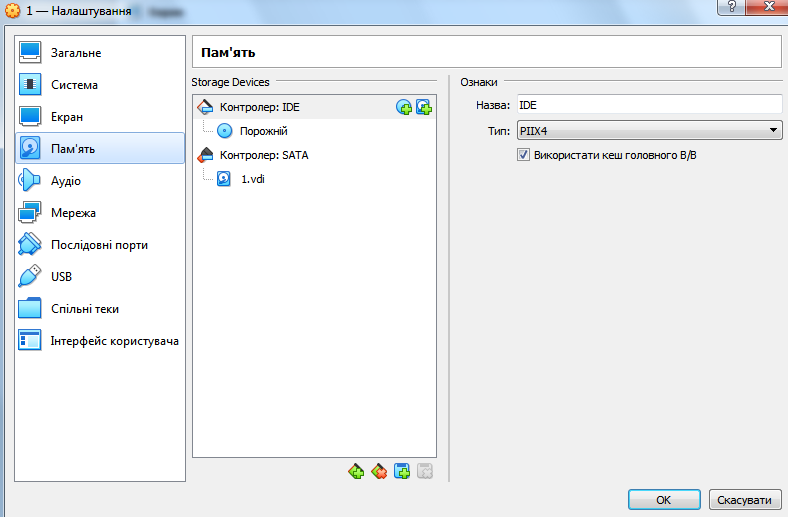 1 — Налаштування
Загальне
Система
Екран
Пам'ять
Аудіо
Мережа
Послідовні порти
USB
Спільні теки
Інтерфейс користувача
Пам'ять
Storage Devices
Контролер: IDE
Порожній
Контролер: SATA
1.vdi
Ознаки
Назва: IDE
Тип: PIIX4
Використати кеш головного В/В
OK
Скасувати